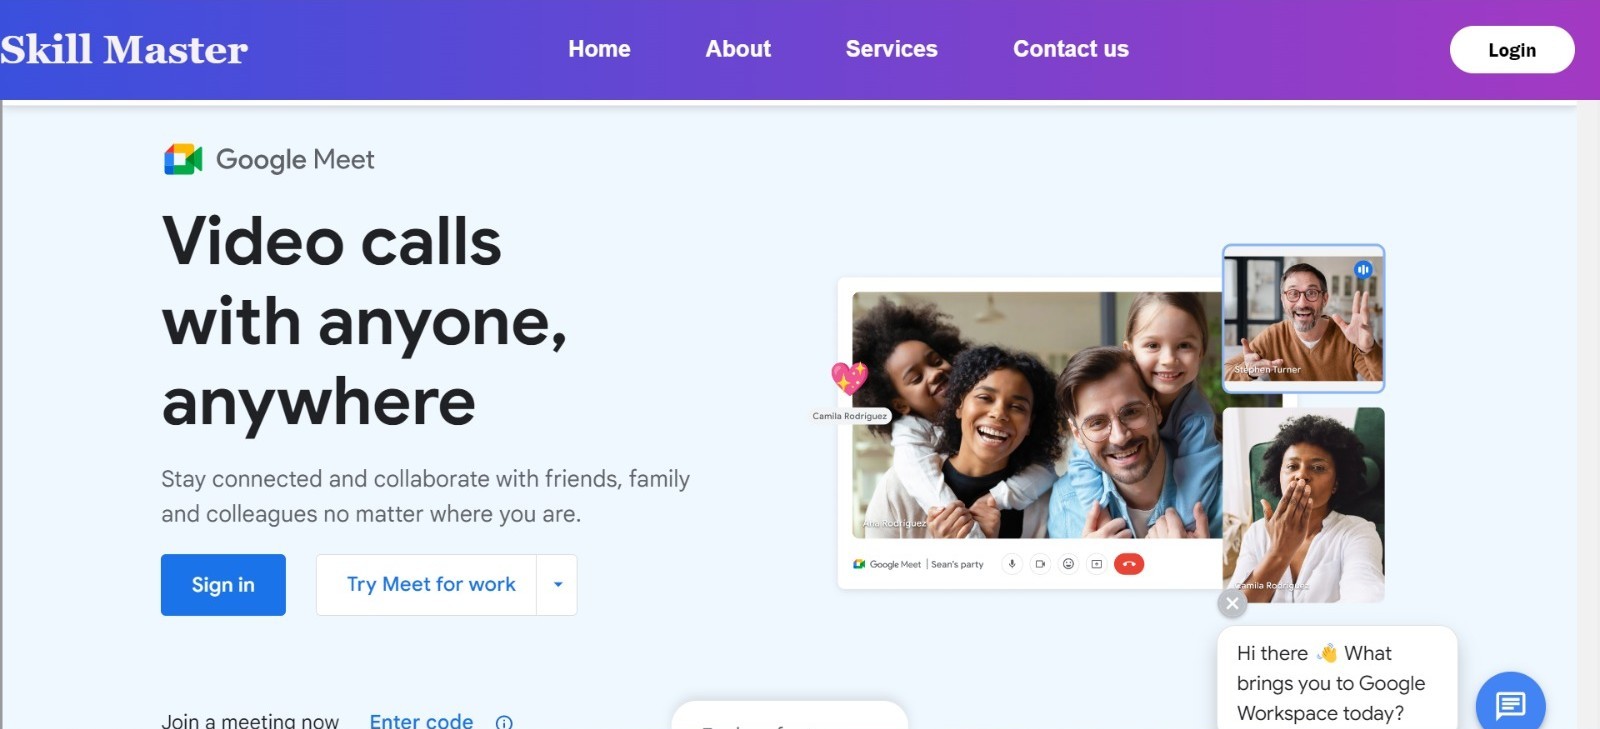 Skill Master
Home
About
Services
Contact us
Login
Google Meet
Video calls
with anyone,
anywhere
Stay connected and collaborate with friends, family
and colleagues no matter where you are.
Sign in
Try Meet for work
Join a meeting now
Enter code
Stephen Turner
Camila Rodriguez
Ana Rodriguez
Google Meet | Sean's party
Camila Rodriguez
Hi there 👋 What
brings you to Google
Workspace today?